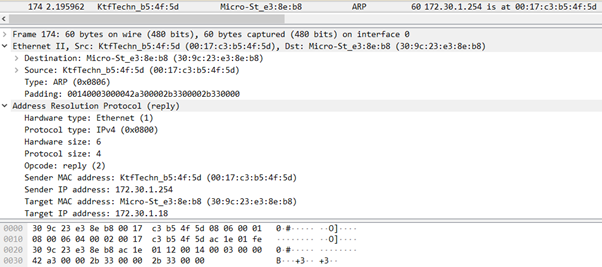 174 2.195962 KtfTechn_b5:4f:5d Micro-St_e3:8e:b8 ARP 60 172.30.1.254 is at 00:17:c3:b5:4f:5d
Frame 174: 60 bytes on wire (480 bits), 60 bytes captured (480 bits) on interface 0
Ethernet II, Src: KtfTechn_b5:4f:5d (00:17:c3:b5:4f:5d), Dst: Micro-St_e3:8e:b8 (30:9c:23:e3:8e:b8)
Destination: Micro-St_e3:8e:b8 (30:9c:23:e3:8e:b8)
Source: KtfTechn_b5:4f:5d (00:17:c3:b5:4f:5d)
Type: ARP (0x0806)
Padding: 00140003000042a300002b3300002b330000
Address Resolution Protocol (reply)
Hardware type: Ethernet (1)
Protocol type: IPv4 (0x0800)
Hardware size: 6
Protocol size: 4
Opcode: reply (2)
Sender MAC address: KtfTechn_b5:4f:5d (00:17:c3:b5:4f:5d)
Sender IP address: 172.30.1.254
Target MAC address: Micro-St_e3:8e:b8 (30:9c:23:e3:8e:b8)
Target IP address: 172.30.1.18
0000 30 9c 23 e3 8e b8 00 17 c3 b5 4f 5d 08 06 00 01 0·#····· ··O]····
0010 08 00 06 04 00 02 00 17 c3 b5 4f 5d ac 1e 01 fe ········ ··O]····
0020 30 9c 23 e3 8e b8 ac 1e 01 12 00 14 00 03 00 00 0·#····· ········
0030 42 a3 00 00 2b 33 00 00 2b 33 00 00 B···+3·· +3··